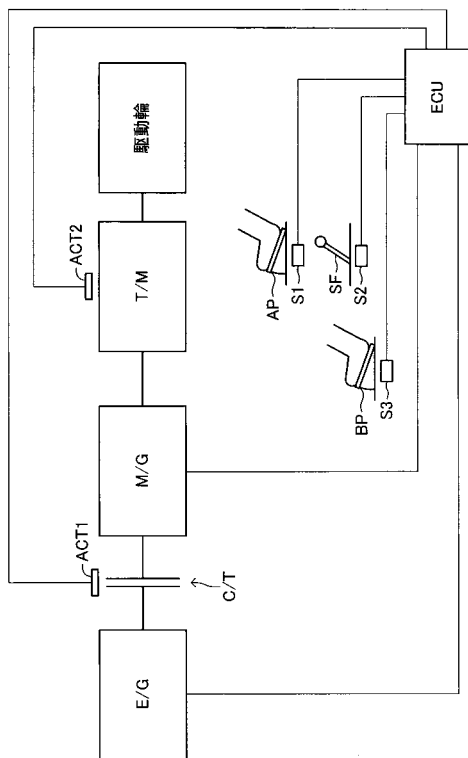 ACT1
ACT2
E/G
C/T
M/G
T/M
駆動輪
BP
S3
AP
S1
SF
S2
ECU